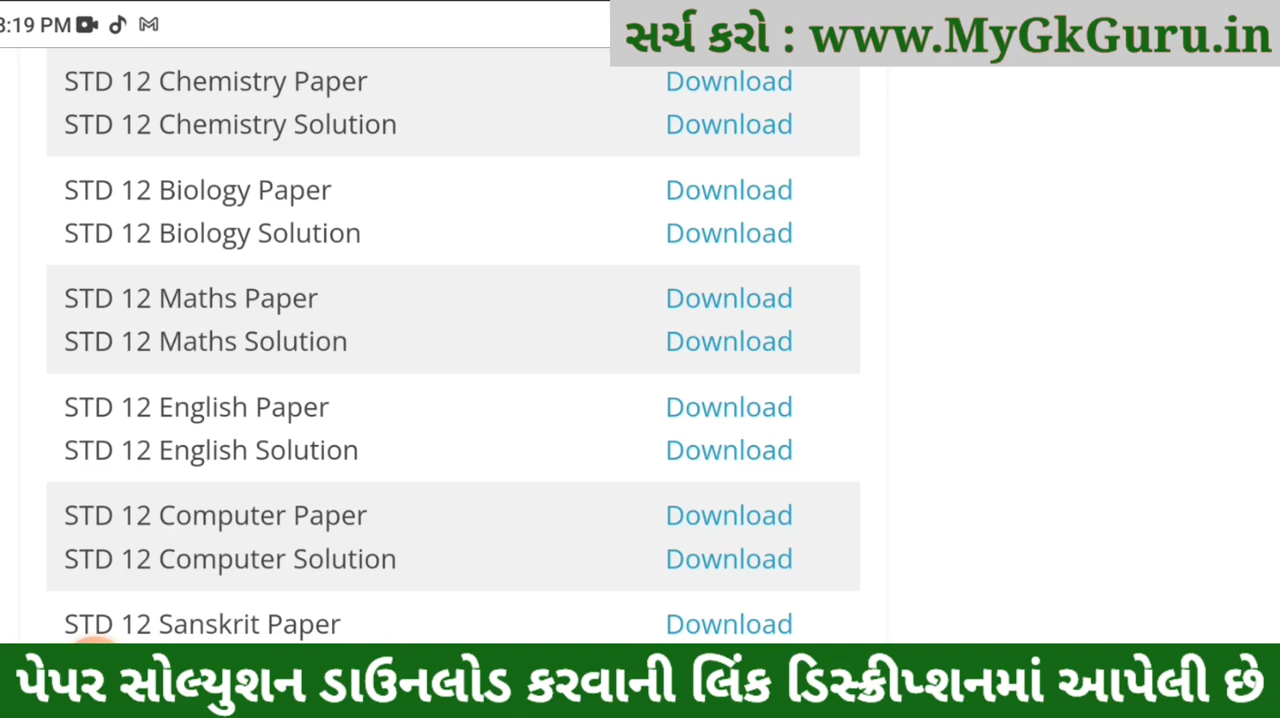 3:19 PM
સર્ચ કરો : www.MyGkGuru.in
STD 12 Chemistry Paper Download
STD 12 Chemistry Solution Download
STD 12 Biology Paper Download
STD 12 Biology Solution Download
STD 12 Maths Paper Download
STD 12 Maths Solution Download
STD 12 English Paper Download
STD 12 English Solution Download
STD 12 Computer Paper Download
STD 12 Computer Solution Download
STD 12 Sanskrit Paper Download
પેપર સોલ્યુશન ડાઉનલોડ કરવાની લિંક ડિસ્ક્રીપ્શનમાં આપેલી છે